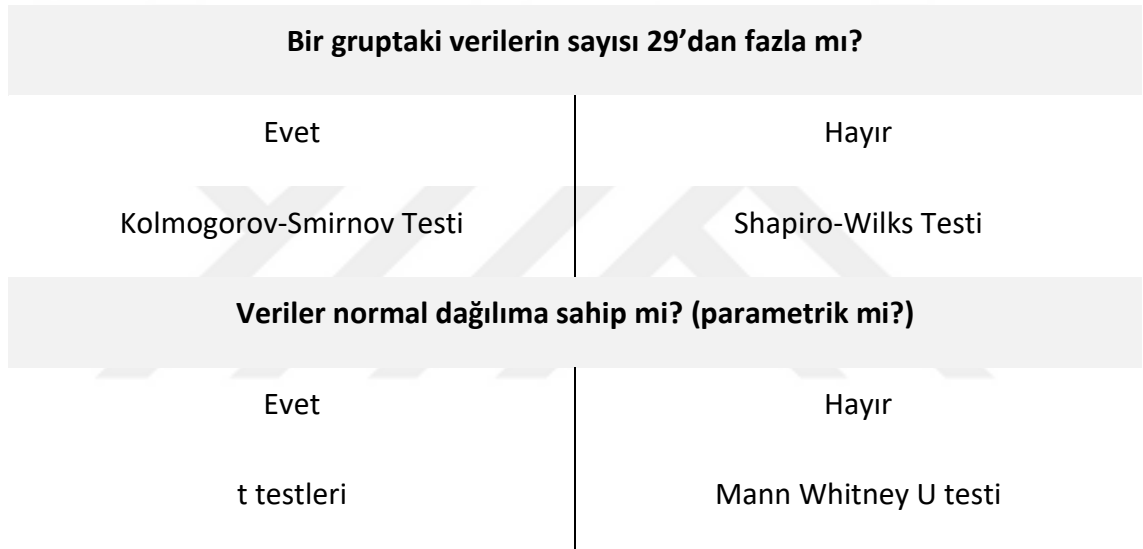 Bir gruptaki verilerin sayısı 29’dan fazla mı?
Evet
Hayır
Kolmogorov-Smirnov Testi
Shapiro-Wilks Testi
Veriler normal dağılıma sahip mi? (parametrik mi?)
Evet
Hayır
t testleri
Mann Whitney U testi